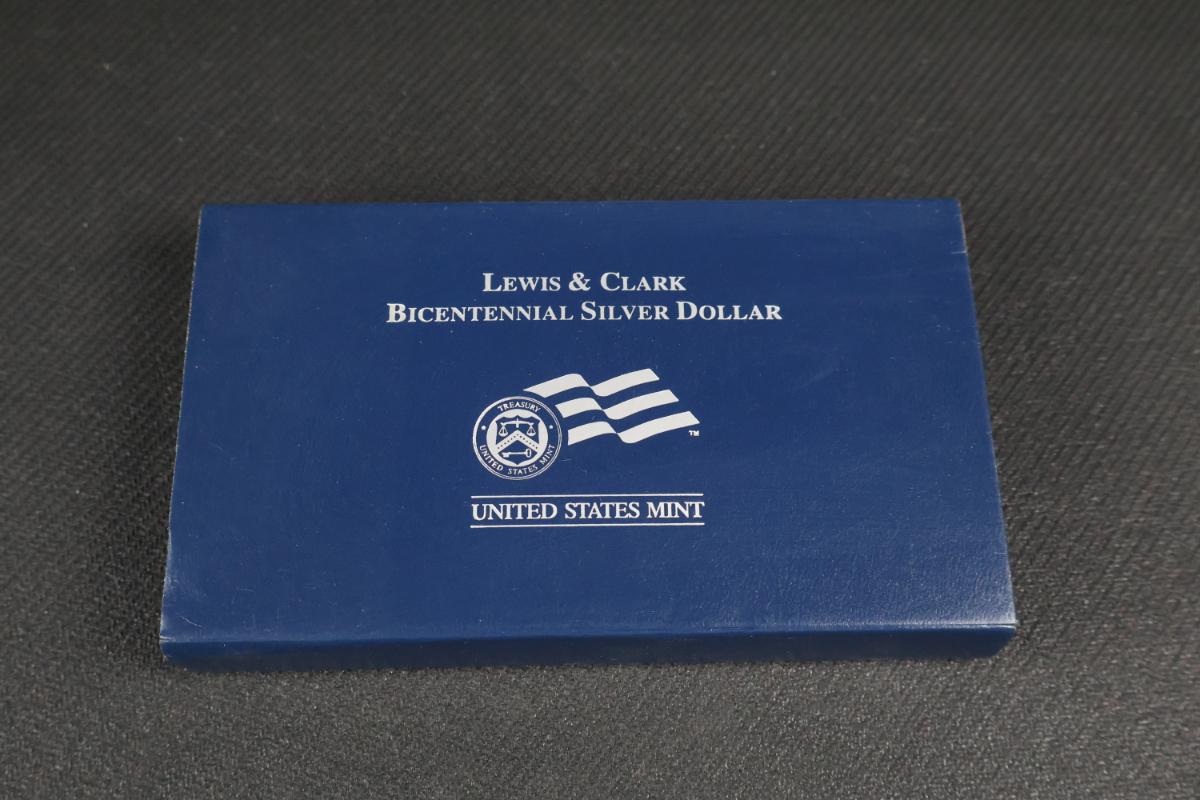 LEWIS & CLARK
BICENTENNIAL SILVER DOLLAR
TREASURY
UNITED STATES MINT
TM
UNITED STATES MINT